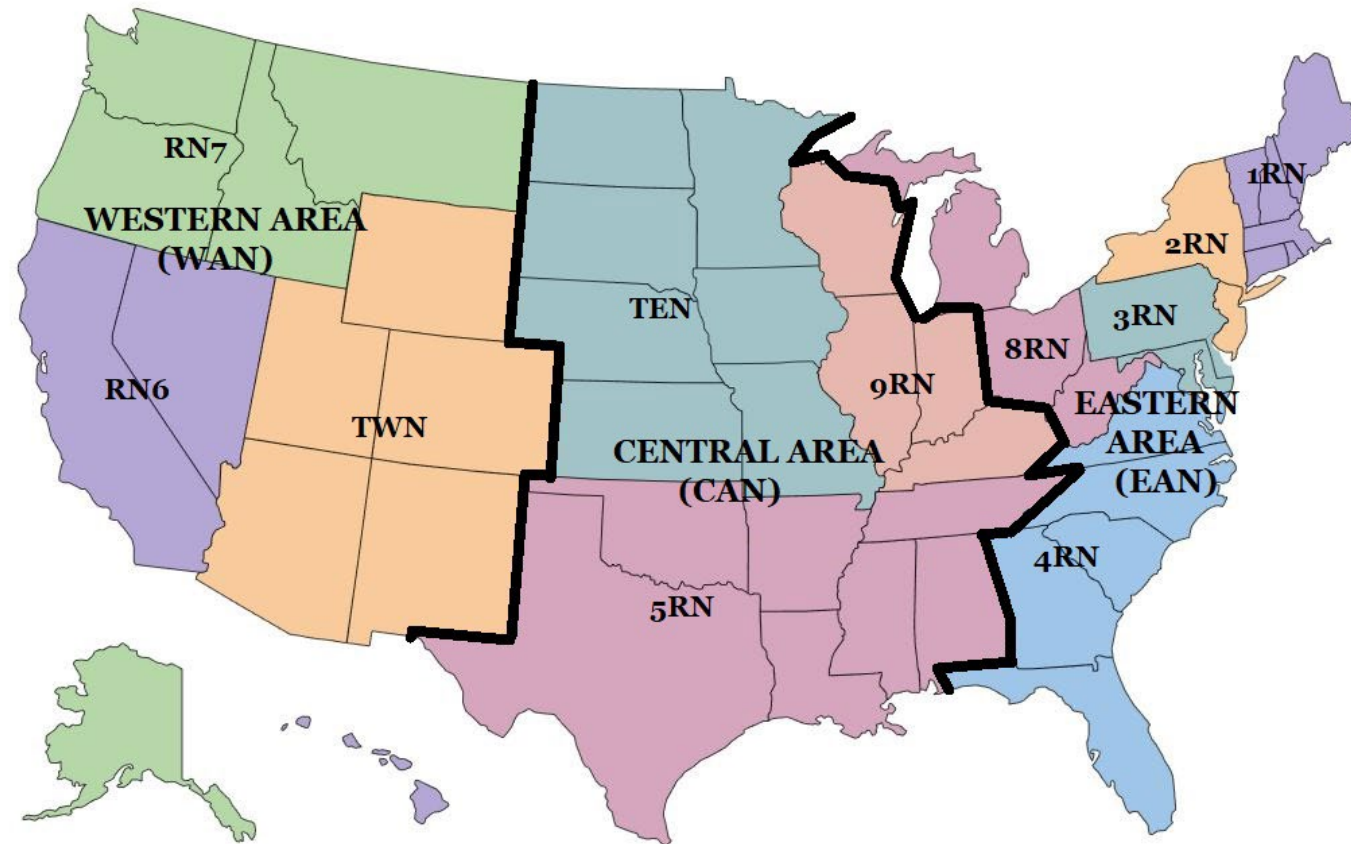 RN7
WESTERN AREA
(WAN)
RN6
TWN
TEN
CENTRAL AREA
(CAN)
9RN
5RN
8RN
1RN
2RN
3RN
EASTERN
AREA
(EAN)
4RN